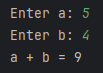 Enter a: 5
Enter b: 4
a + b = 9